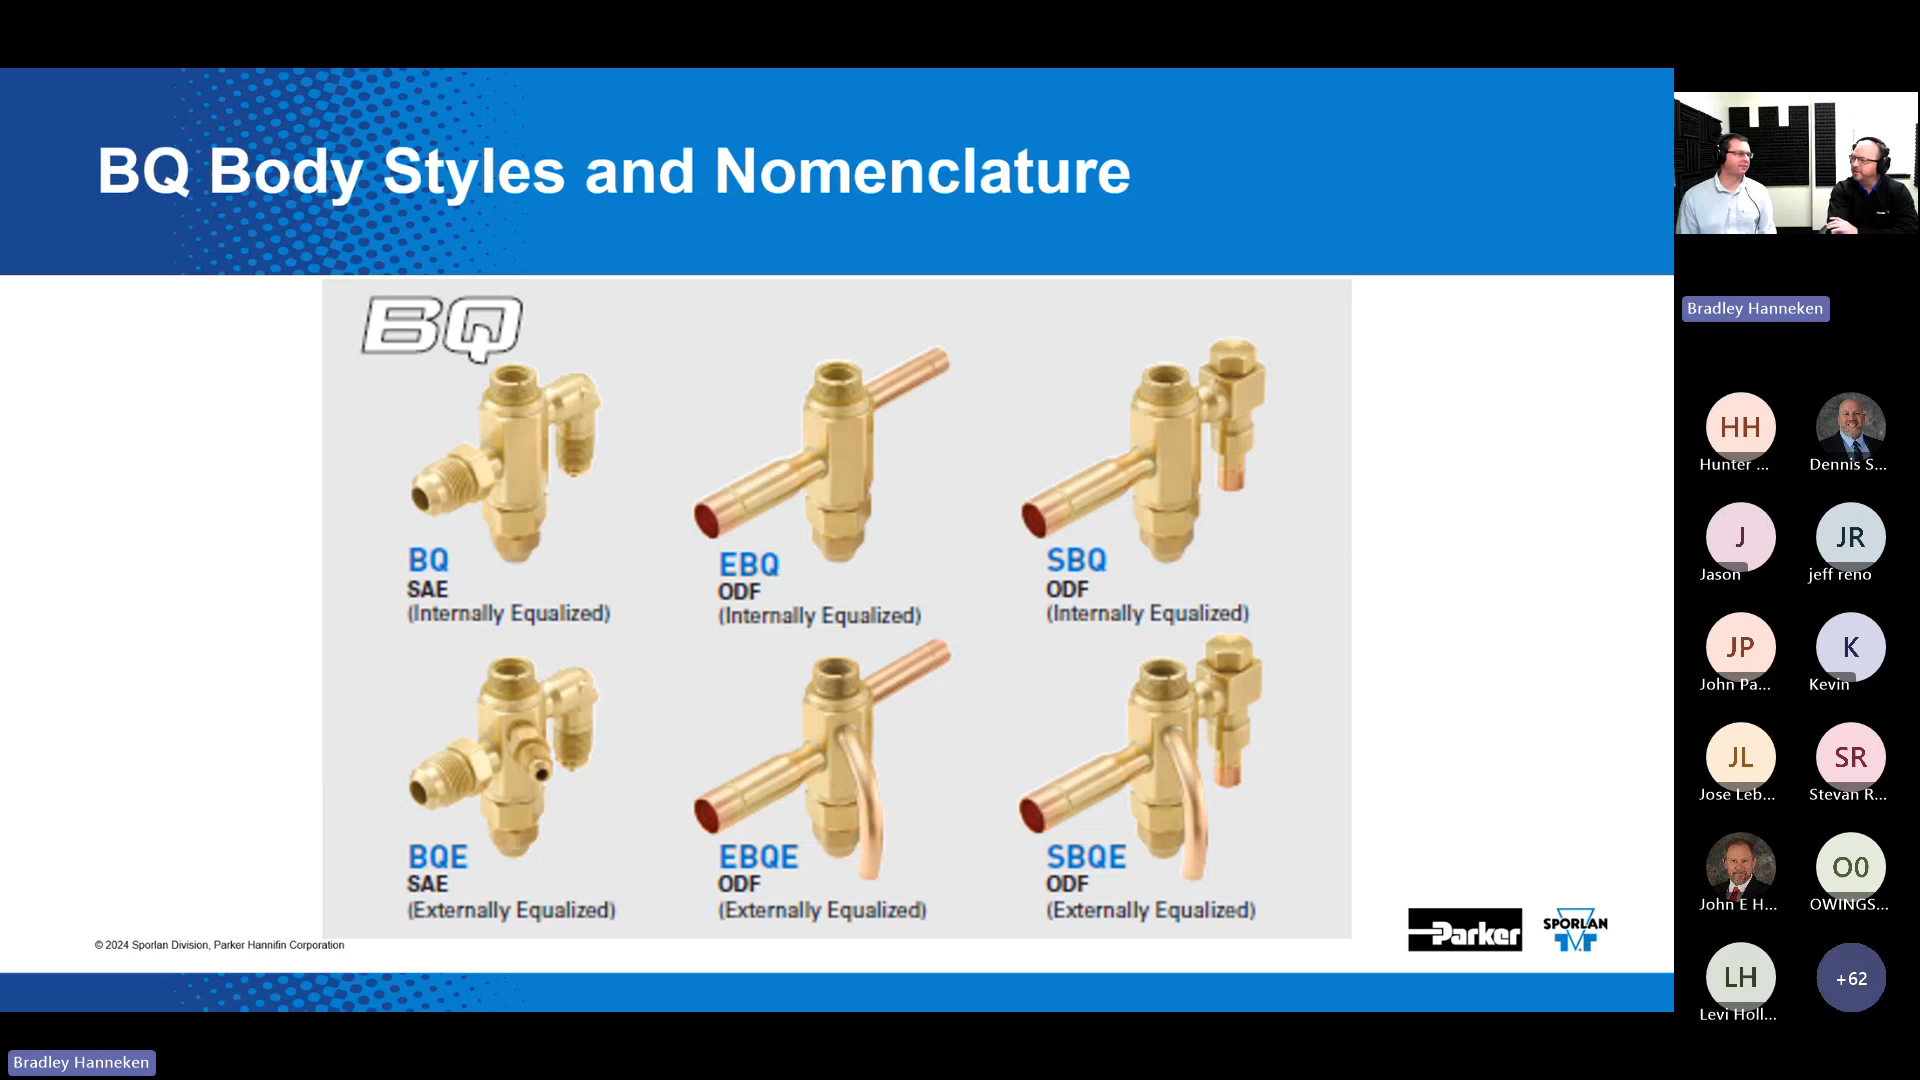 BQ Body Styles and Nomenclature
BQ
BQ
SAE
(Internally Equalized)
EBQ
ODF
(Internally Equalized)
SBQ
ODF
(Internally Equalized)
BQE
SAE
(Externally Equalized)
EBQE
ODF
(Externally Equalized)
SBQE
ODF
(Externally Equalized)
© 2024 Sporlan Division, Parker Hannifin Corporation
Parker
SPORLAN
Bradley Hanneken
HH
Hunter ...
Dennis S...
J
Jason
JR
jeff reno
JP
John Pa...
K
Kevin
JL
Jose Leb...
SR
Stevan R...
John E H...
O0
OWINGS...
LH
Levi Holl...
+62
Bradley Hanneken